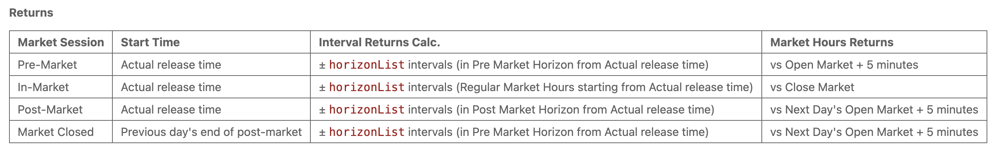 Returns
Market Session Start Time Interval Returns Calc. Market Hours Returns
Pre-Market Actual release time ± horizonList intervals (in Pre Market Horizon from Actual release time) vs Open Market + 5 minutes
In-Market Actual release time ± horizonList intervals (Regular Market Hours starting from Actual release time) vs Close Market
Post-Market Actual release time ± horizonList intervals (in Post Market Horizon from Actual release time) vs Next Day's Open Market + 5 minutes
Market Closed Previous day's end of post-market ± horizonList intervals (in Pre Market Horizon from Actual release time) vs Next Day's Open Market + 5 minutes